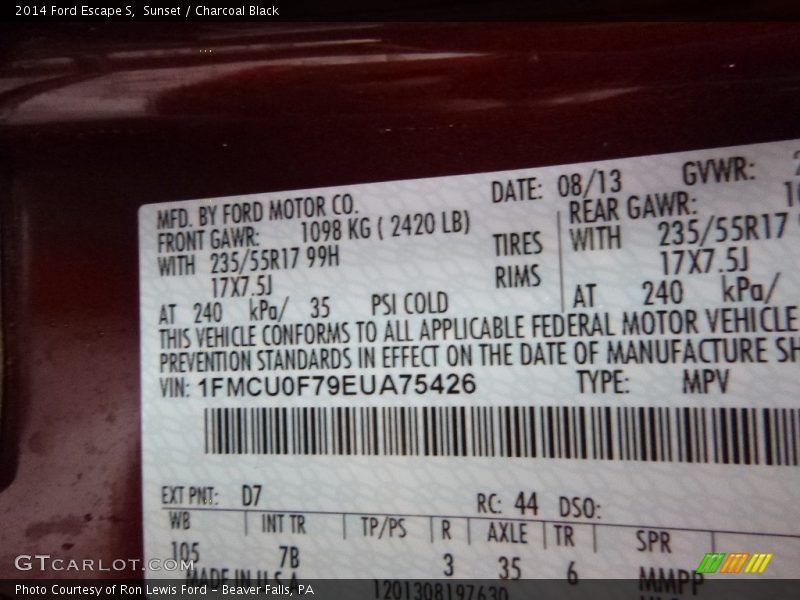 2014 Ford Escape S,  Sunset / Charcoal Black
MFD. BY FORD MOTOR CO. DATE: 08/13 GVWR:
FRONT GAWR: 1098 KG ( 2420 LB) REAR GAWR:
WITH 235/55R17 99H TIRES WITH 235/55R17
17X7.5J RIMS 17X7.5J
AT 240 kPa/ 35 PSI COLD AT 240 kPa/
THIS VEHICLE CONFORMS TO ALL APPLICABLE FEDERAL MOTOR VEHICLE
PREVENTION STANDARDS IN EFFECT ON THE DATE OF MANUFACTURE SH
VIN: 1FMCU0F79EUA75426 TYPE: MPV
EXT PNT: D7 RC: 44 DSO:
WB INT TR TP/PS R AXLE TR SPR
105 7B 3 35 6 MMPP
MADE IN U.S.A. 1201308197630
GTCARLOT.COM
Photo Courtesy of Ron Lewis Ford - Beaver Falls, PA